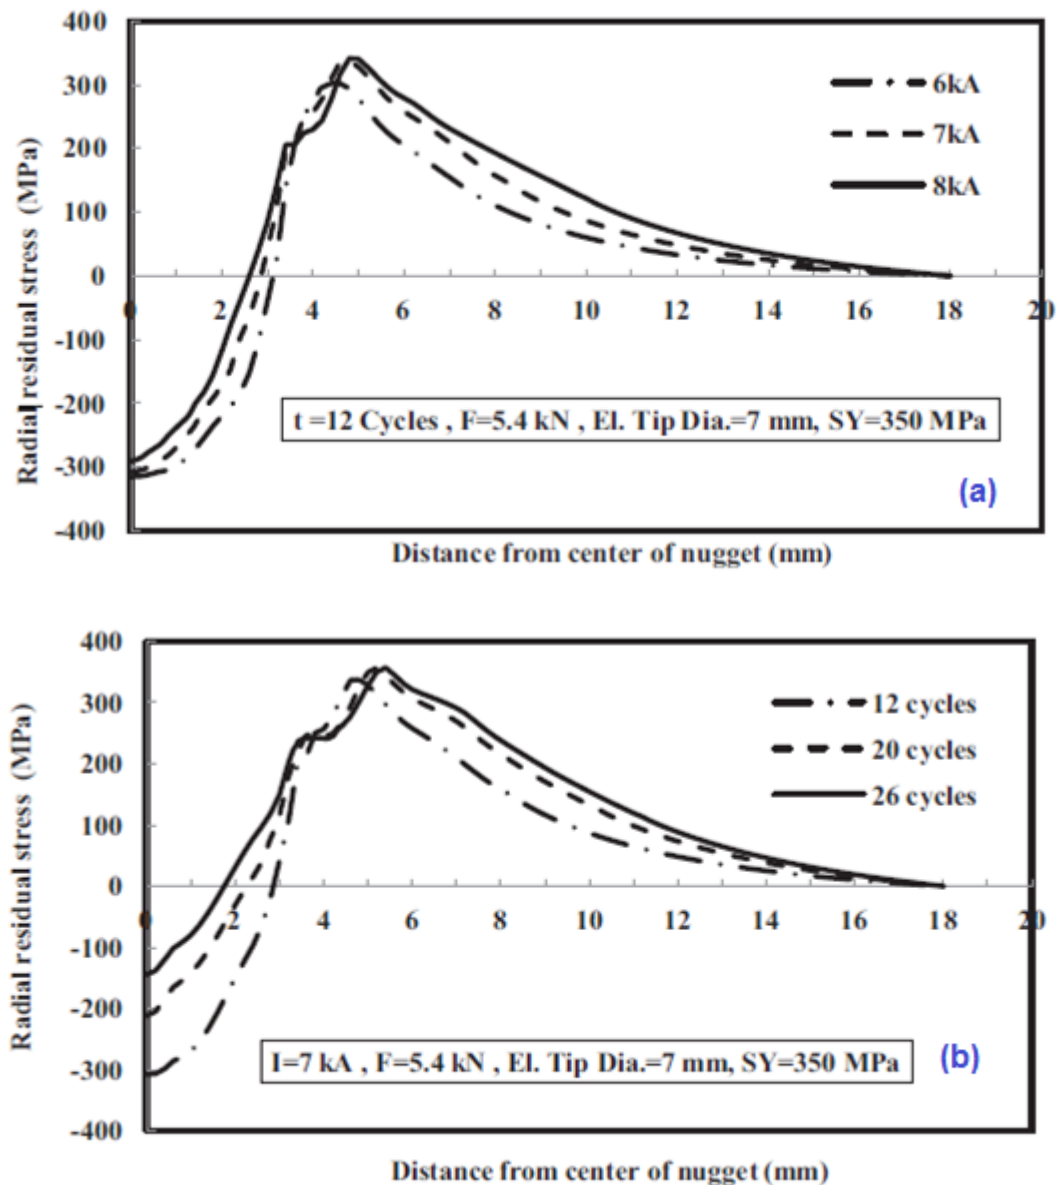 Radial residual stress (MPa)
400
300
200
100
0
-100
-200
-300
-400
0 2 4 6 8 10 12 14 16 18 20
6kA
7kA
8kA
t =12 Cycles , F=5.4 kN , El. Tip Dia.=7 mm, SY=350 MPa
(a)
Distance from center of nugget (mm)
Radial residual stress (MPa)
400
300
200
100
0
-100
-200
-300
-400
0 2 4 6 8 10 12 14 16 18 20
12 cycles
20 cycles
26 cycles
I=7 kA , F=5.4 kN , El. Tip Dia.=7 mm, SY=350 MPa
(b)
Distance from center of nugget (mm)